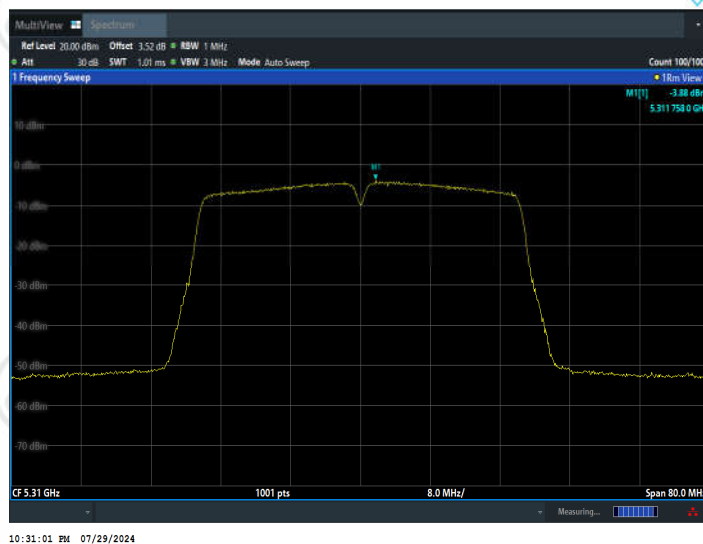 MultiView Spectrum
Ref Level 20.00 dBm Offset 3.52 dB RBW 1 MHz
Att 30 dB SWT 1.01 ms VBW 3 MHz Mode Auto Sweep Count 100/100
1 Frequency Sweep 1Rm View
M1[1] -3.88 dBm
5.311 758 0 GH
M1
10 dBm
0 dBm
-10 dBm
-20 dBm
-30 dBm
-40 dBm
-50 dBm
-60 dBm
-70 dBm
CF 5.31 GHz 1001 pts 8.0 MHz/ Span 80.0 MH
Measuring...
10:31:01 PM 07/29/2024